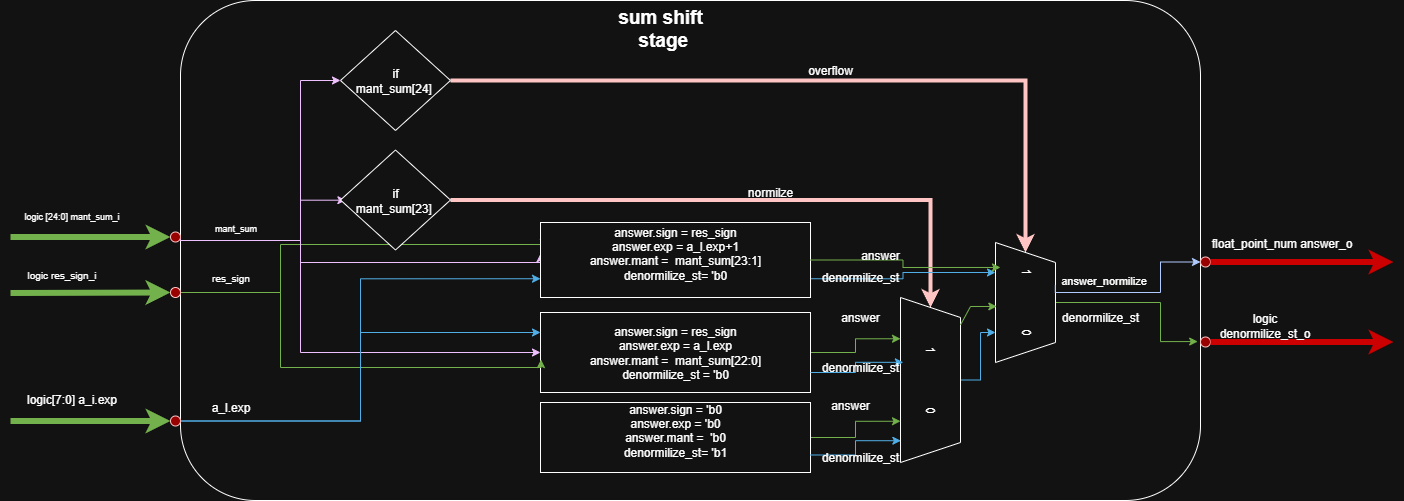 sum shift
stage
if
mant_sum[24]
overflow
if
mant_sum[23]
normilze
logic [24:0] mant_sum_i
mant_sum
logic res_sign_i
res_sign
logic[7:0] a_i.exp
a_l.exp
answer.sign = res_sign
answer.exp = a_l.exp+1
answer.mant = mant_sum[23:1]
denormilize_st= 'b0
answer
denormilize_st
answer.sign = res_sign
answer.exp = a_l.exp
answer.mant = mant_sum[22:0]
denormilize_st = 'b0
answer
denormilize_st
answer.sign = 'b0
answer.exp = 'b0
answer.mant = 'b0
denormilize_st= 'b1
answer
denormilize_st
1
0
1
0
answer_normilize
denormilize_st
float_point_num answer_o
logic
denormilize_st_o